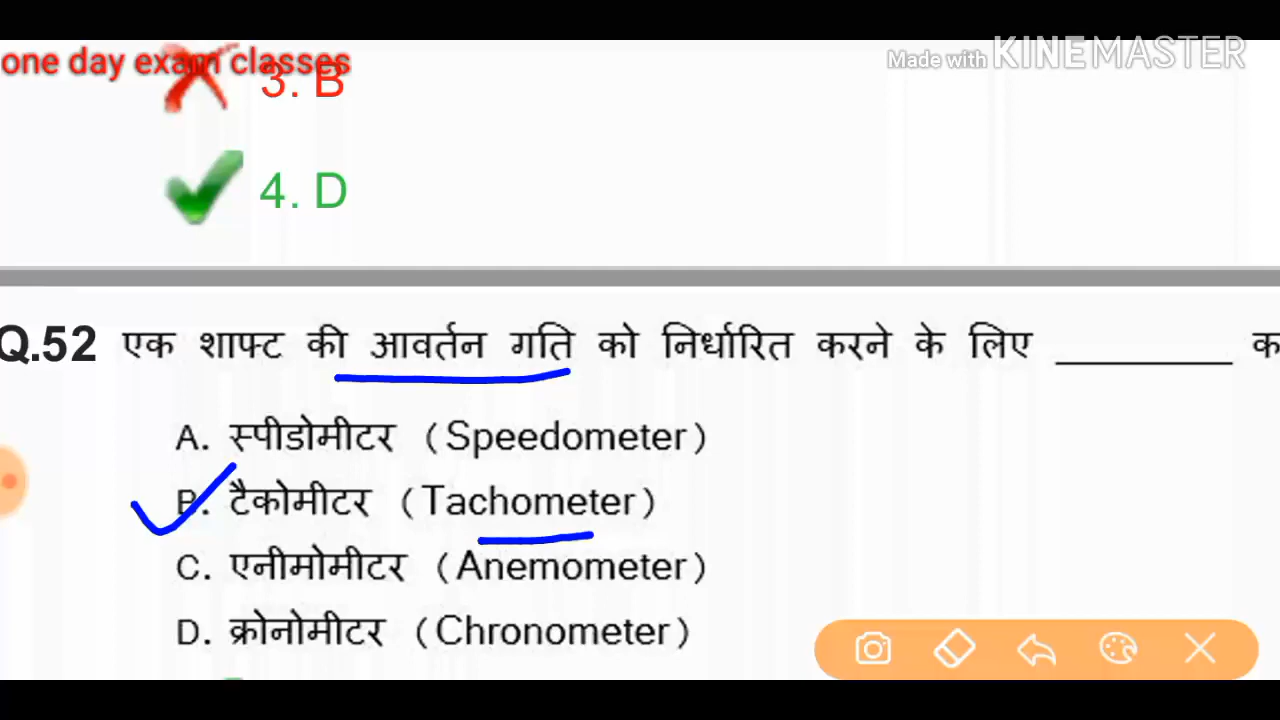 one day exam classes
Made with KINEMASTER
3. B
4. D
Q.52 एक शाफ्ट की आवर्तन गति को निर्धारित करने के लिए __________ क
A. स्पीडोमीटर (Speedometer)
B. टैकोमीटर (Tachometer)
C. एनीमोमीटर (Anemometer)
D. क्रोनोमीटर (Chronometer)